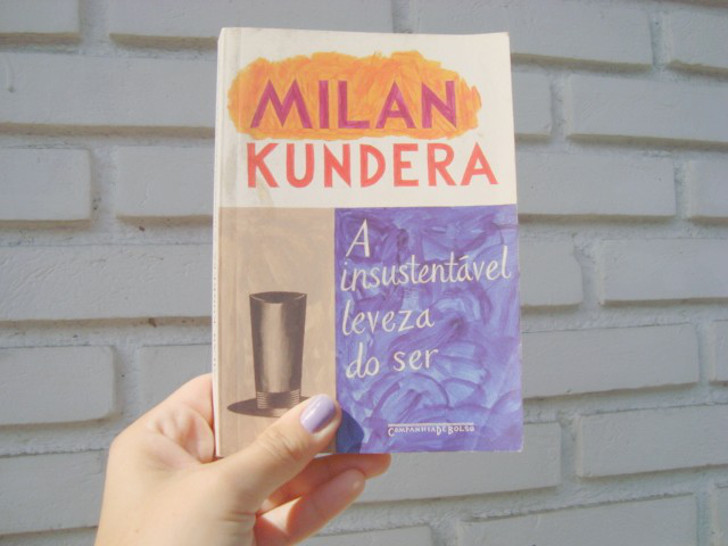 MILAN
KUNDERA
A
insustentável
leveza
do ser
COMPANHIA DE BOLSO